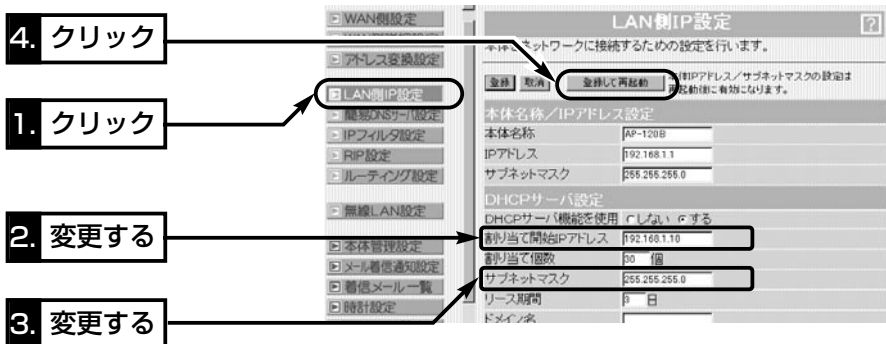 4. クリック
1. クリック
2. 変更する
3. 変更する
WAN側設定
アドレス変換設定
LAN側IP設定
簡易DNSサーバ設定
IPフィルタ設定
RIP設定
ルーティング設定
無線LAN設定
本体管理設定
メール着信通知設定
着信メール一覧
時計設定
LAN側IP設定 ?
ネットワークに接続するための設定を行います。
登録 取消 登録して再起動 IPアドレス/サブネットマスクの設定は
再起動後に有効になります。
本体名称/IPアドレス設定
本体名称 AP-120B
IPアドレス 192.168.1.1
サブネットマスク 255.255.255.0
DHCPサーバ設定
DHCPサーバ機能を使用 しない する
割り当て開始IPアドレス 192.168.1.10
割り当て個数 30 個
サブネットマスク 255.255.255.0
リース期間 3 日
ドメイン名